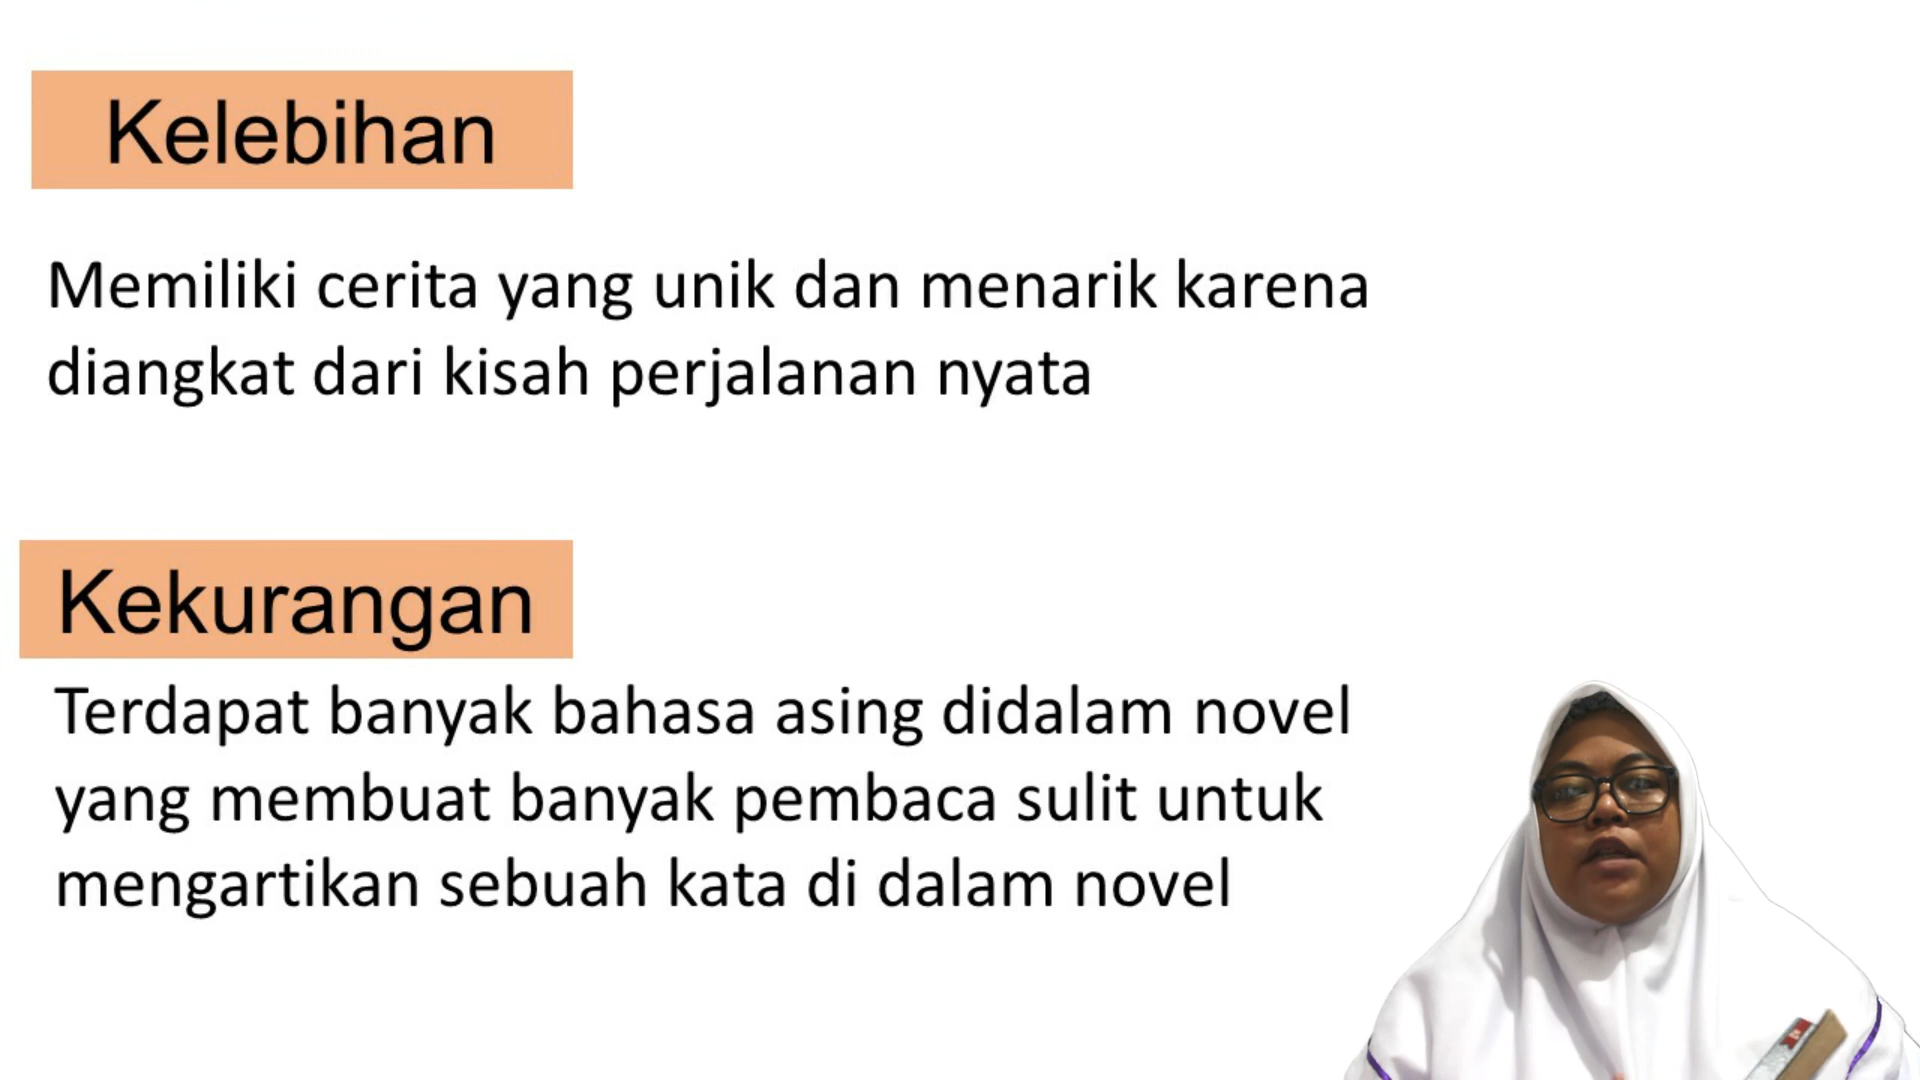 Kelebihan
Memiliki cerita yang unik dan menarik karena
diangkat dari kisah perjalanan nyata
Kekurangan
Terdapat banyak bahasa asing didalam novel
yang membuat banyak pembaca sulit untuk
mengartikan sebuah kata di dalam novel